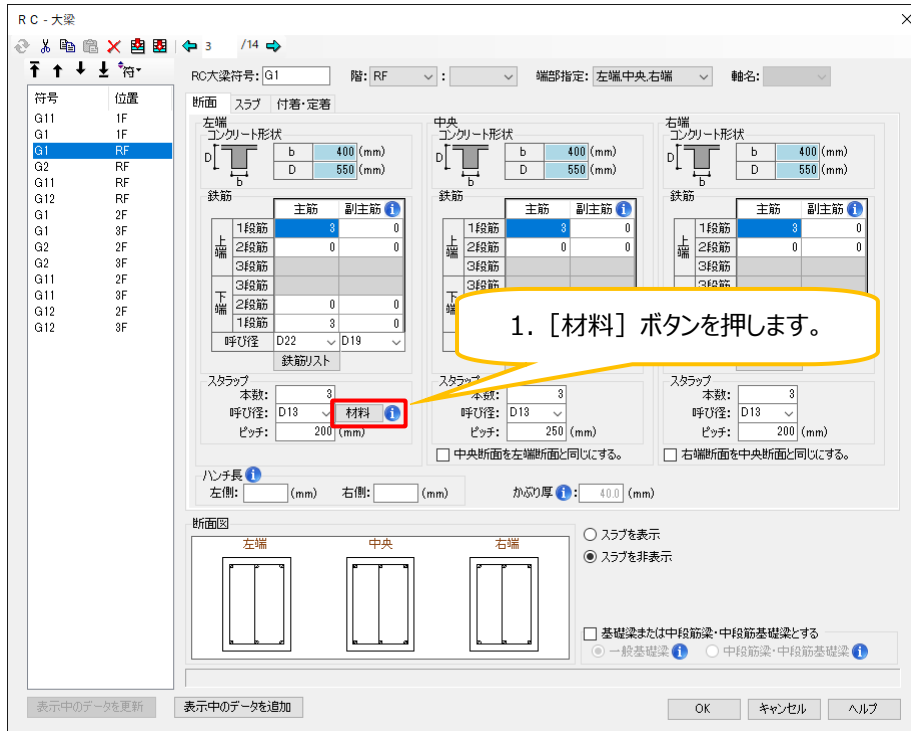 RC - 大梁
3 /14
符
RC大梁符号: G1 階: RF : 端部指定: 左端,中央,右端 軸名:
符号 位置
G11 1F
G1 1F
G1 RF
G2 RF
G11 RF
G12 RF
G1 2F
G1 3F
G2 2F
G2 3F
G11 2F
G11 3F
G12 2F
G12 3F
断面 スラブ 付着・定着
左端
コンクリート形状
D
b
b 400 (mm)
D 550 (mm)
鉄筋
主筋 副主筋
上端
1段筋 3 0
2段筋 0 0
3段筋
下端
3段筋
2段筋 0 0
1段筋 3 0
呼び径 D22 D19
鉄筋リスト
スタラップ
本数: 3
呼び径: D13 材料
ピッチ: 200 (mm)
中央
コンクリート形状
D
b
b 400 (mm)
D 550 (mm)
鉄筋
主筋 副主筋
上端
1段筋 3 0
2段筋 0 0
3段筋
スタラップ
本数: 3
呼び径: D13
ピッチ: 250 (mm)
中央断面を左端断面と同じにする。
右端
コンクリート形状
D
b
b 400 (mm)
D 550 (mm)
鉄筋
主筋 副主筋
上端
1段筋 3 0
2段筋 0 0
3段筋
スタラップ
本数: 3
呼び径: D13
ピッチ: 200 (mm)
右端断面を中央断面と同じにする。
1.[材料]ボタンを押します。
ハンチ長
左側: (mm) 右側: (mm) かぶり厚: 40.0 (mm)
断面図
左端 中央 右端
スラブを表示
スラブを非表示
基礎梁または中段筋梁・中段筋基礎梁とする
一般基礎梁 中段筋梁・中段筋基礎梁
表示中のデータを更新 表示中のデータを追加 OK キャンセル ヘルプ